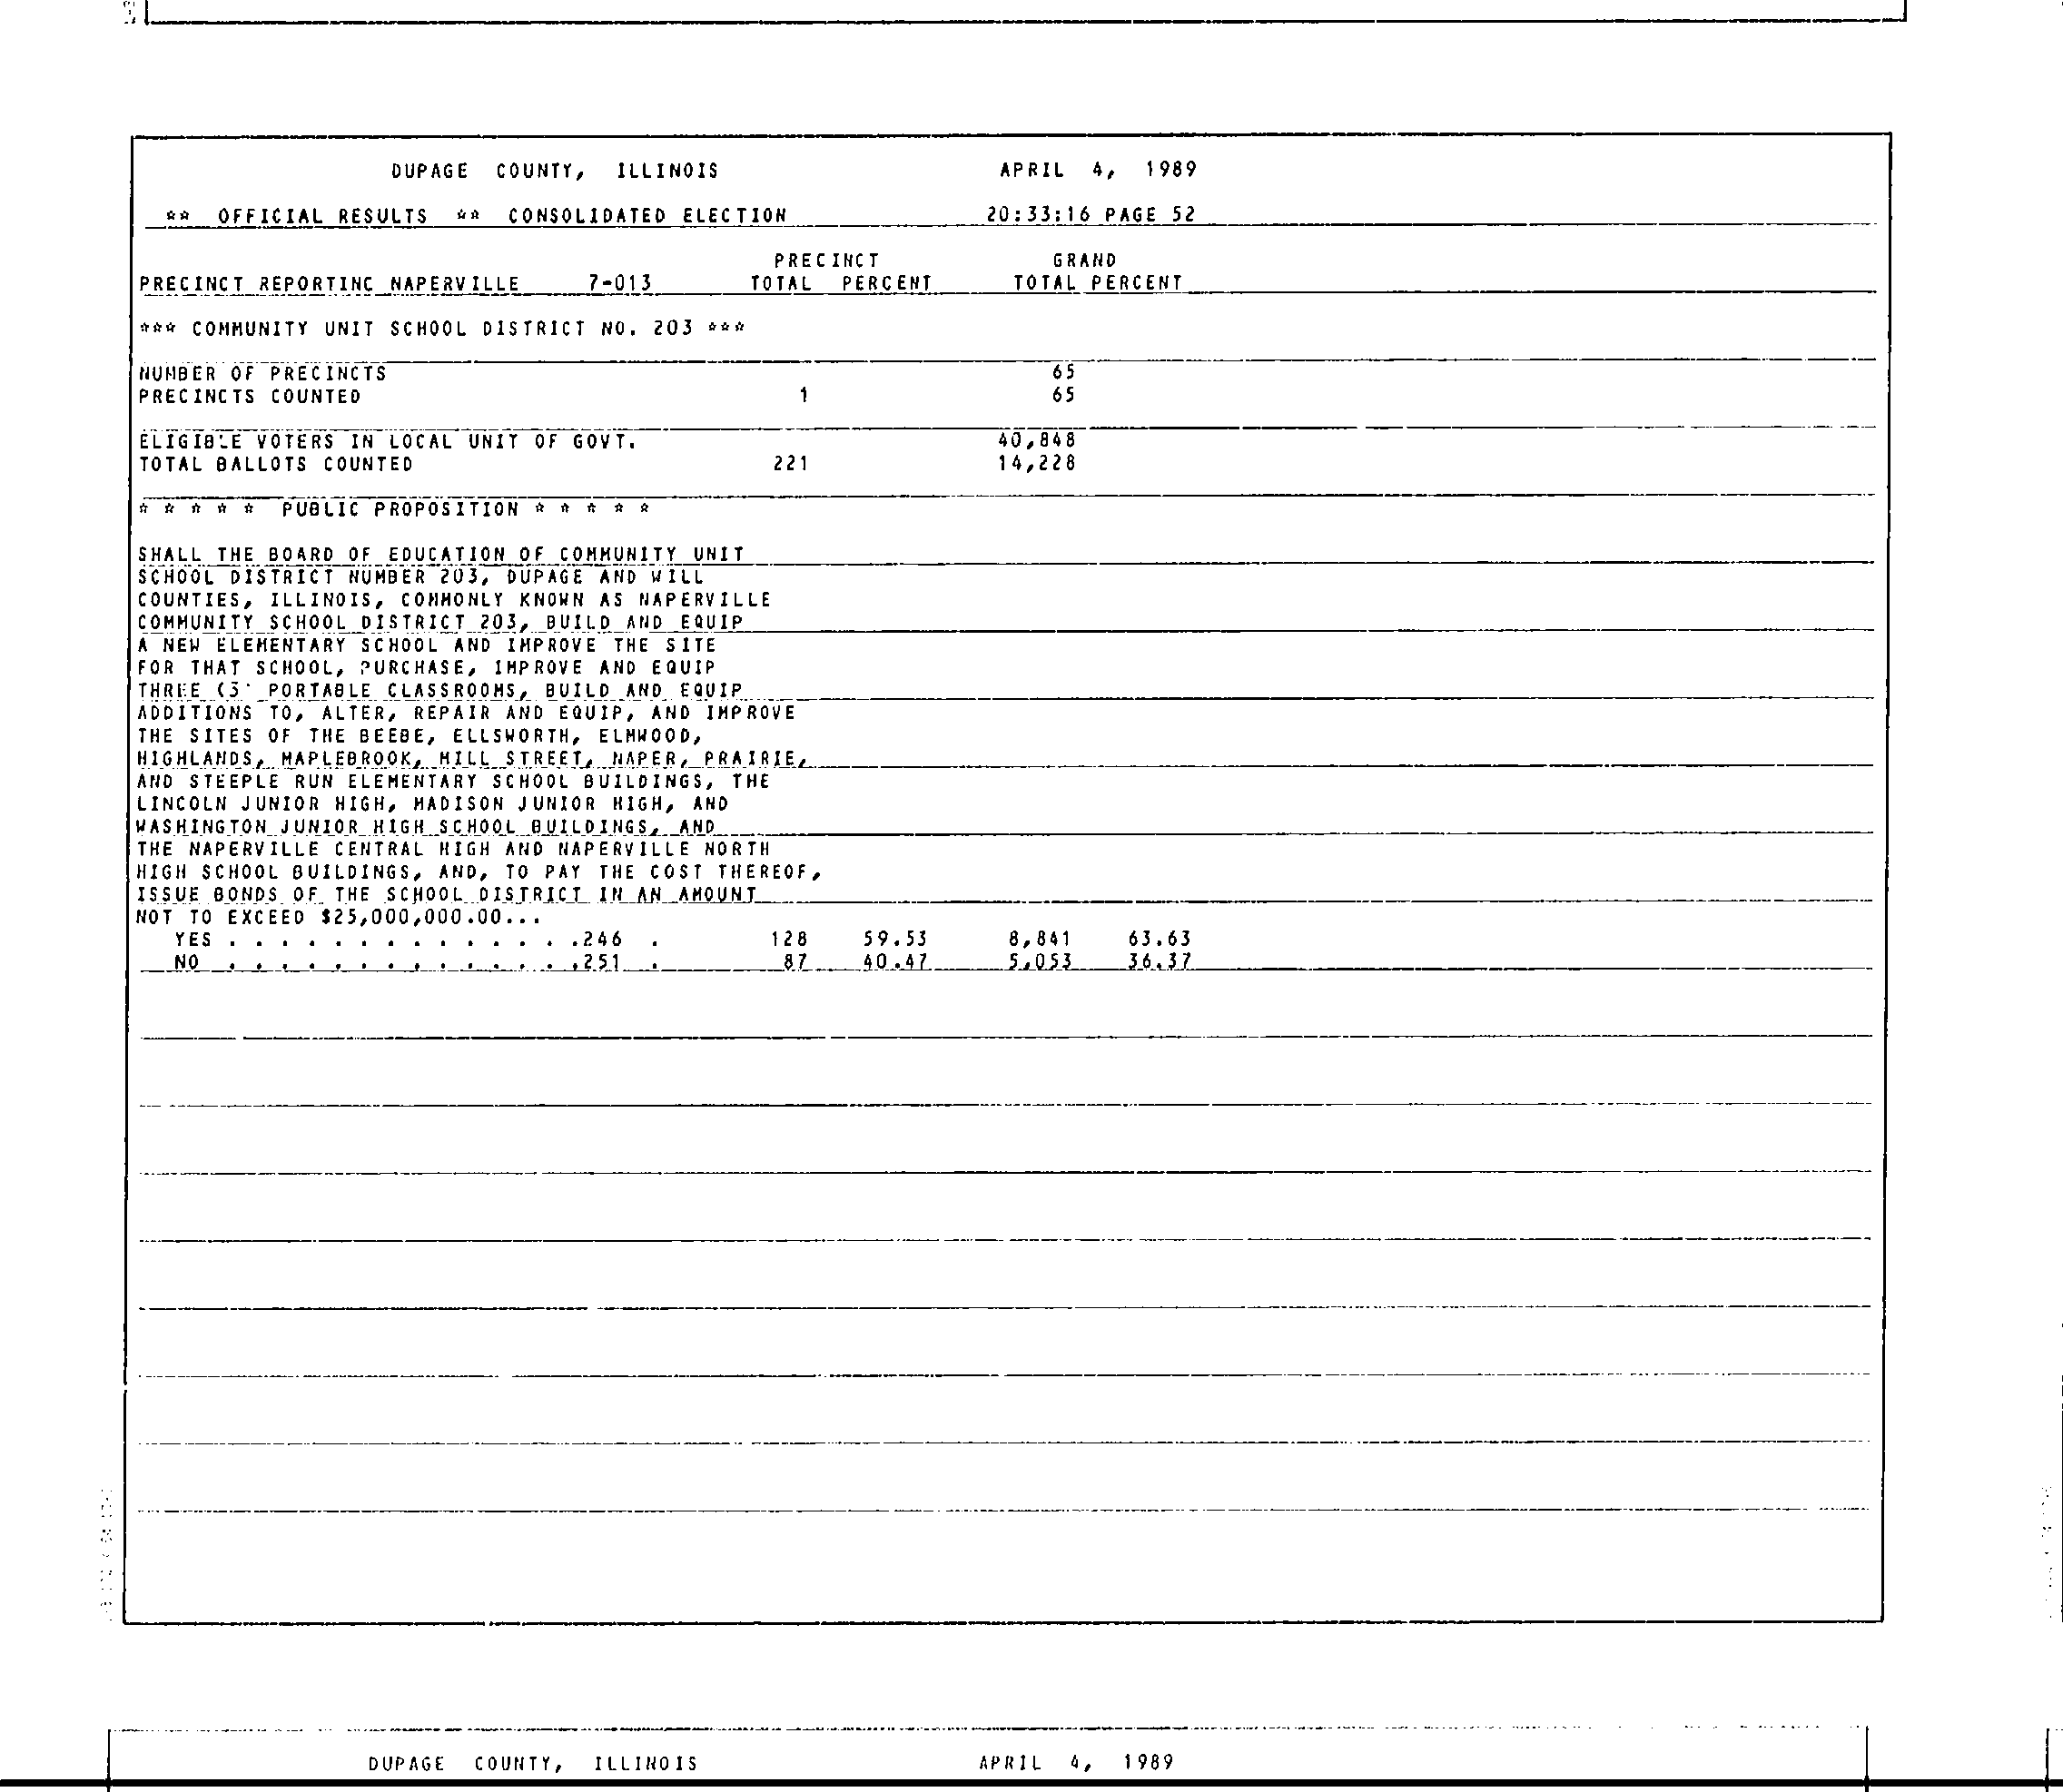 DUPAGE COUNTY, ILLINOIS APRIL 4, 1989
** OFFICIAL RESULTS ** CONSOLIDATED ELECTION 20:33:16 PAGE 52
PRECINCT GRAND
PRECINCT REPORTING NAPERVILLE 7-013 TOTAL PERCENT TOTAL PERCENT
*** COMMUNITY UNIT SCHOOL DISTRICT NO. 203 ***
NUMBER OF PRECINCTS 65
PRECINCTS COUNTED 1 65
ELIGIBLE VOTERS IN LOCAL UNIT OF GOVT. 40,848
TOTAL BALLOTS COUNTED 221 14,228
* * * * * PUBLIC PROPOSITION * * * * *
SHALL THE BOARD OF EDUCATION OF COMMUNITY UNIT
SCHOOL DISTRICT NUMBER 203, DUPAGE AND WILL
COUNTIES, ILLINOIS, COMMONLY KNOWN AS NAPERVILLE
COMMUNITY SCHOOL DISTRICT 203, BUILD AND EQUIP
A NEW ELEMENTARY SCHOOL AND IMPROVE THE SITE
FOR THAT SCHOOL, PURCHASE, IMPROVE AND EQUIP
THREE (3) PORTABLE CLASSROOMS, BUILD AND EQUIP
ADDITIONS TO, ALTER, REPAIR AND EQUIP, AND IMPROVE
THE SITES OF THE BEEBE, ELLSWORTH, ELMWOOD,
HIGHLANDS, MAPLEBROOK, MILL STREET, NAPER, PRAIRIE,
AND STEEPLE RUN ELEMENTARY SCHOOL BUILDINGS, THE
LINCOLN JUNIOR HIGH, MADISON JUNIOR HIGH, AND
WASHINGTON JUNIOR HIGH SCHOOL BUILDINGS, AND
THE NAPERVILLE CENTRAL HIGH AND NAPERVILLE NORTH
HIGH SCHOOL BUILDINGS, AND, TO PAY THE COST THEREOF,
ISSUE BONDS OF THE SCHOOL DISTRICT IN AN AMOUNT
NOT TO EXCEED $25,000,000.00...
YES . . . . . . . . . . . . . .246 . 128 59.53 8,841 63.63
NO . . . . . . . . . . . . . .251 . 87 40.47 5,053 36.37
DUPAGE COUNTY, ILLINOIS APRIL 4, 1989